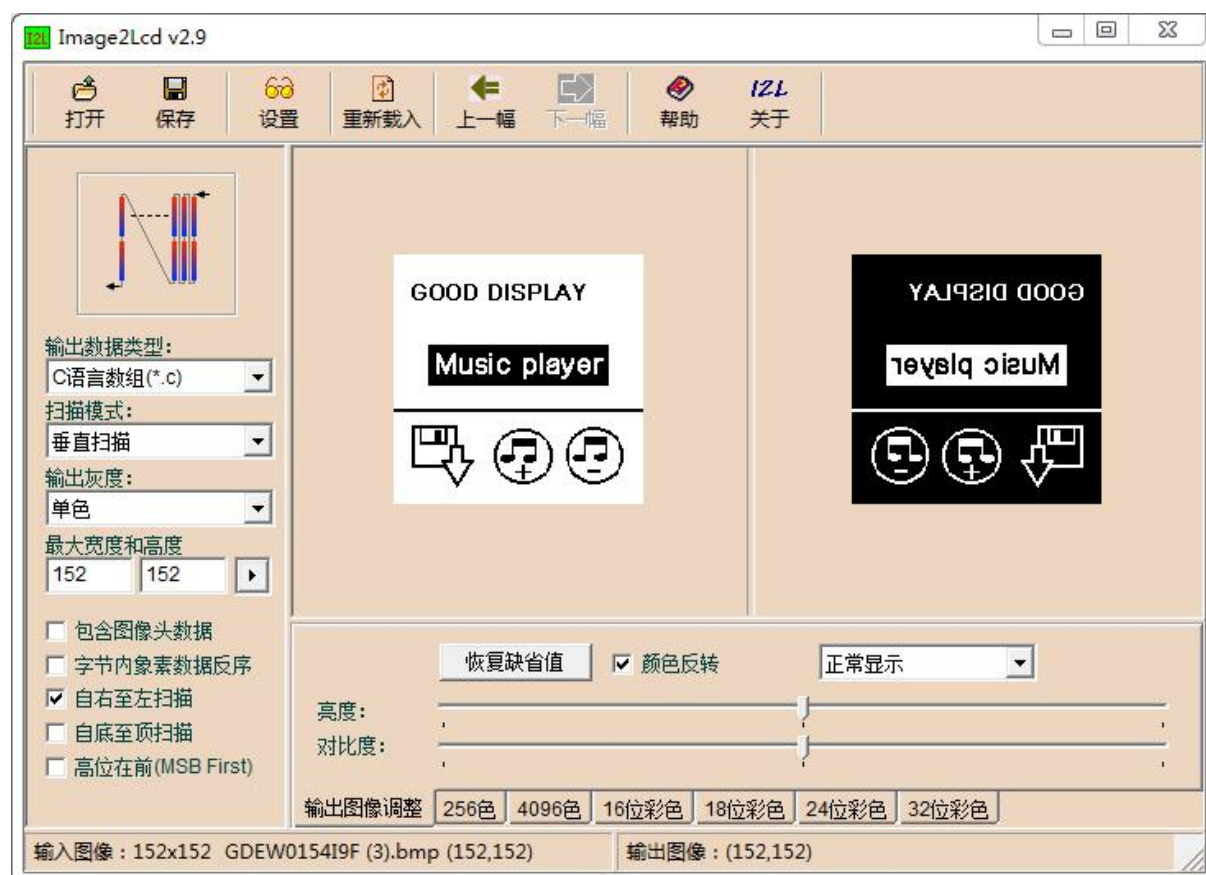 I2L Image2Lcd v2.9
打开 保存 设置 重新载入 上一幅 下一幅 帮助 I2L 关于
输出数据类型:
C语言数组(*.c)
扫描模式:
垂直扫描
输出灰度:
单色
最大宽度和高度
152 152
包含图像头数据
字节内象素数据反序
自右至左扫描
自底至顶扫描
高位在前(MSB First)
GOOD DISPLAY
Music player
GOOD DISPLAY
Music player
恢复缺省值 颜色反转 正常显示
亮度:
对比度:
输出图像调整 256色 4096色 16位彩色 18位彩色 24位彩色 32位彩色
输入图像:152x152 GDEW0154I9F (3).bmp (152,152) 输出图像:(152,152)